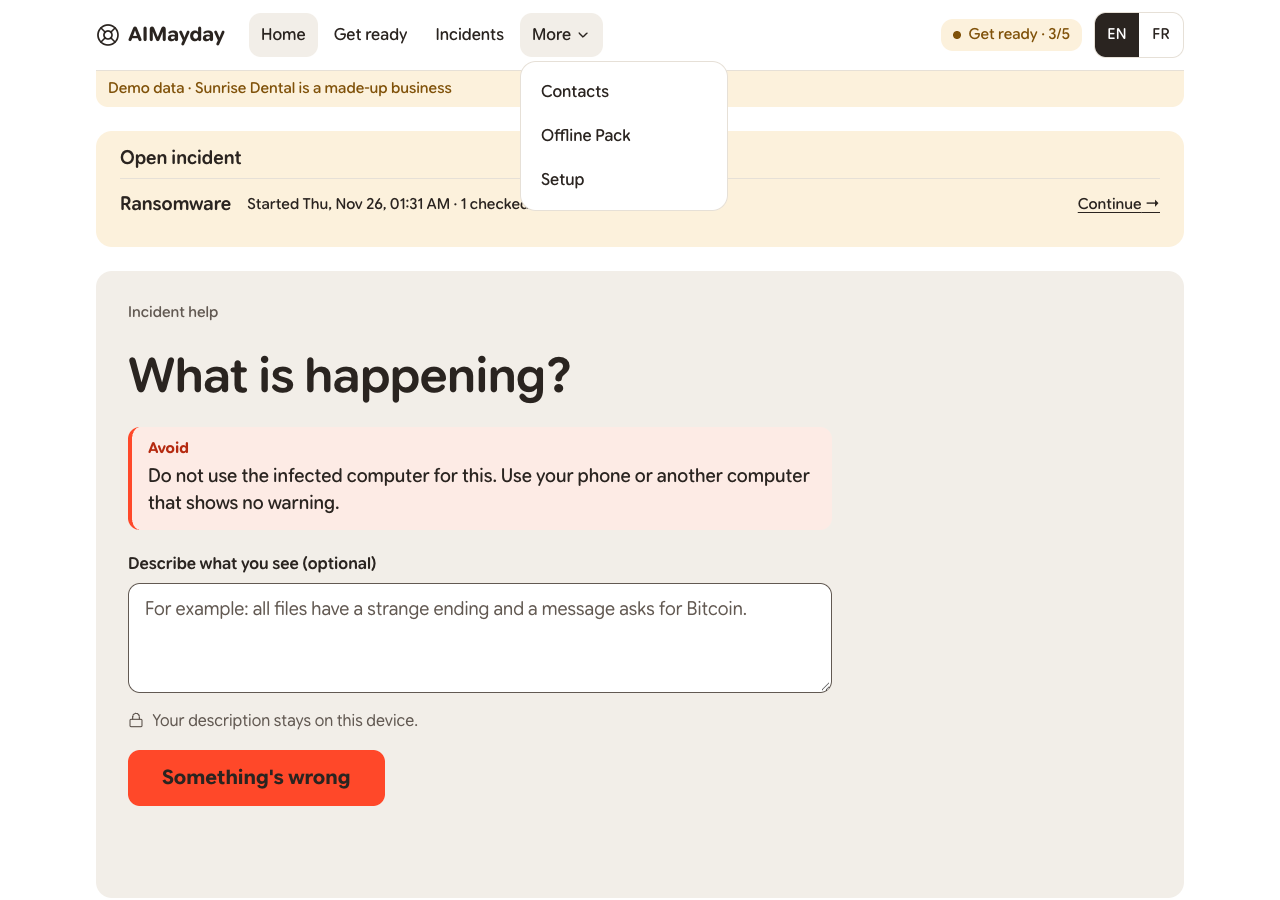 AIMayday
Home
Get ready
Incidents
More
Get ready · 3/5
EN
FR
Contacts
Offline Pack
Setup
Demo data · Sunrise Dental is a made-up business
Open incident
Ransomware
Started Thu, Nov 26, 01:31 AM · 1 checked
Continue →
Incident help
What is happening?
Avoid
Do not use the infected computer for this. Use your phone or another computer
that shows no warning.
Describe what you see (optional)
For example: all files have a strange ending and a message asks for Bitcoin.
Your description stays on this device.
Something's wrong